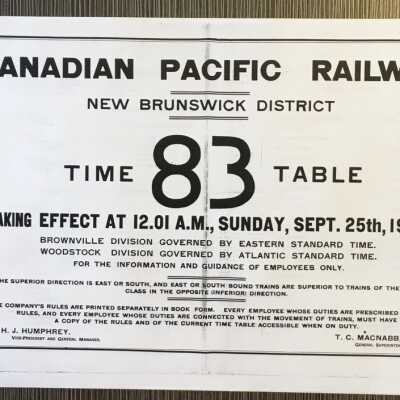 ANADIAN PACIFIC RAILW
NEW BRUNSWICK DISTRICT
TIME 83 TABLE
AKING EFFECT AT 12.01 A.M., SUNDAY, SEPT. 25th, 19
BROWNVILLE DIVISION GOVERNED BY EASTERN STANDARD TIME.
WOODSTOCK DIVISION GOVERNED BY ATLANTIC STANDARD TIME.
FOR THE INFORMATION AND GUIDANCE OF EMPLOYEES ONLY.
HE SUPERIOR DIRECTION IS EAST OR SOUTH, AND EAST OR SOUTH BOUND TRAINS ARE SUPERIOR TO TRAINS OF THE
CLASS IN THE OPPOSITE (INFERIOR) DIRECTION.
E COMPANY'S RULES ARE PRINTED SEPARATELY IN BOOK FORM. EVERY EMPLOYEE WHOSE DUTIES ARE PRESCRIBED
RULES, AND EVERY EMPLOYEE WHOSE DUTIES ARE CONNECTED WITH THE MOVEMENT OF TRAINS, MUST HAVE
A COPY OF THE RULES AND OF THE CURRENT TIME TABLE ACCESSIBLE WHEN ON DUTY.
H. J. HUMPHREY,
VICE-PRESIDENT AND GENERAL MANAGER.
T. C. MACNABB,
GENERAL SUPERINTEN